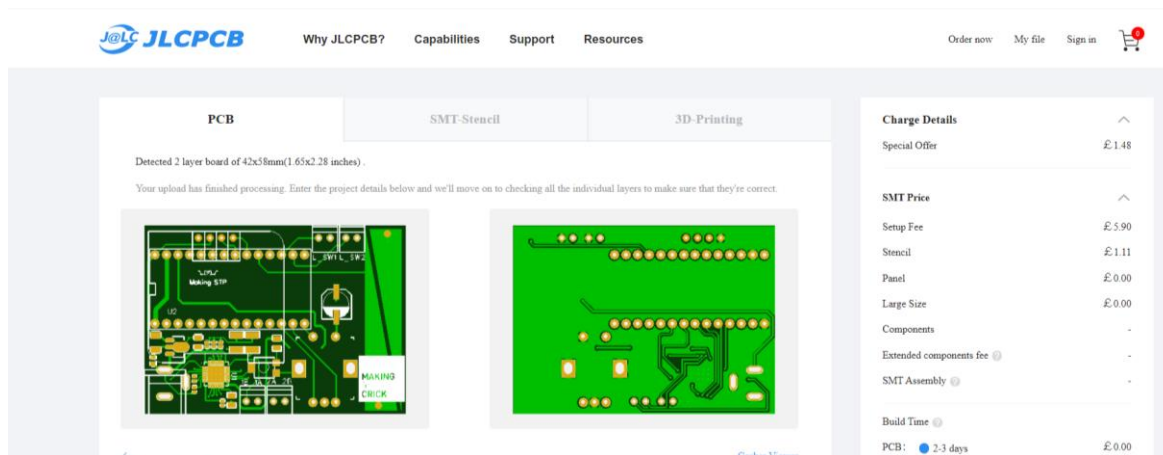 J@LC JLCPCB
Why JLCPCB? Capabilities Support Resources
Order now My file Sign in 0
PCB SMT-Stencil 3D-Printing
Detected 2 layer board of 42x58mm(1.65x2.28 inches) .
Your upload has finished processing. Enter the project details below and we'll move on to checking all the individual layers to make sure that they're correct.
L_SW1 L_SW2
Making STP
U2
MAKING
CRICK
Charge Details
Special Offer £1.48
SMT Price
Setup Fee £5.90
Stencil £1.11
Panel £0.00
Large Size £0.00
Components -
Extended components fee -
SMT Assembly -
Build Time
PCB: 2-3 days £0.00